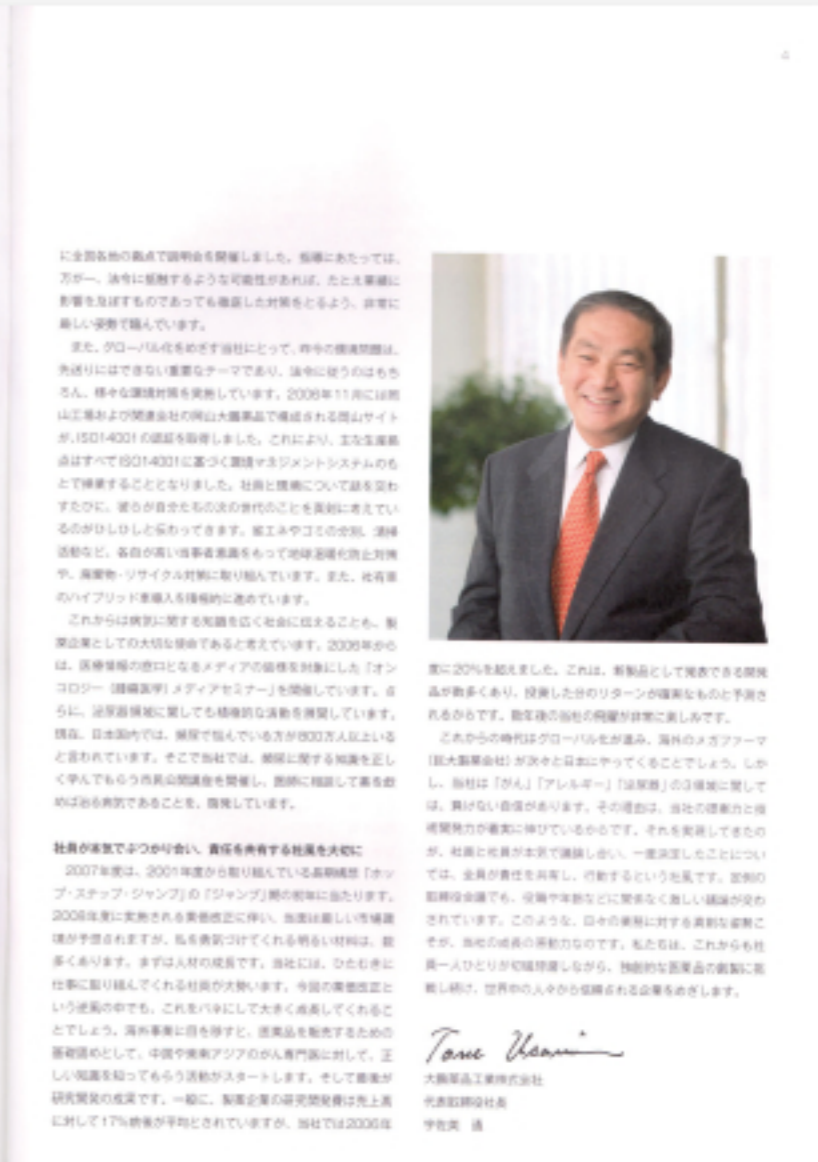 4
に全国各地の拠点で説明会を開催しました。指導にあたっては、
万が一、法令に抵触するような可能性があれば、たとえ業績に
影響を及ぼすものであっても徹底した対策をとるよう、非常に
厳しい姿勢で臨んでいます。
また、グローバル化をめざす当社にとって、昨今の環境問題は、
先送りにはできない重要なテーマであり、法令に従うのはもち
ろん、様々な環境対策を実施しています。2006年11月には岡
山工場および関連会社の岡山大鵬薬品で構成される岡山サイト
が、ISO14001の認証を取得しました。これにより、主な生産拠
点はすべてISO14001に基づく環境マネジメントシステムのも
とで操業することとなりました。社員と環境について話を交わ
すたびに、彼らが自分たちの次の世代のことを真剣に考えてい
るのがひしひしと伝わってきます。省エネやゴミの分別、清掃
活動など、各自が高い当事者意識をもって地球温暖化防止対策
や、廃棄物・リサイクル対策に取り組んでいます。また、社有車
のハイブリッド車導入を積極的に進めています。
これからは病気に関する知識を広く社会に伝えることも、製
薬企業としての大切な使命であると考えています。2006年から
は、医療情報の窓口となるメディアの皆様を対象にした「オン
コロジー（腫瘍医学）メディアセミナー」を開催しています。さ
らに、泌尿器領域に関しても積極的な活動を展開しています。
現在、日本国内では、頻尿で悩んでいる方が800万人以上いる
と言われています。そこで当社では、頻尿に関する知識を正し
く学んでもらう市民公開講座を開催し、医師に相談して薬を飲
めば治る病気であることを、啓発しています。
社員が本気でぶつかり合い、責任を共有する社風を大切に
2007年度は、2001年度から取り組んでいる長期構想「ホッ
プ・ステップ・ジャンプ」の「ジャンプ」期の初年に当たります。
2008年度に実施される薬価改正に伴い、当面は厳しい市場環
境が予想されますが、私を勇気づけてくれる明るい材料は、数
多くあります。まずは人材の成長です。当社には、ひたむきに
仕事に取り組んでくれる社員が大勢います。今回の薬価改正と
いう逆風の中でも、これをバネにして大きく成長してくれるこ
とでしょう。海外事業に目を移すと、医薬品を販売するための
基礎固めとして、中国や東南アジアのがん専門医に対して、正
しい知識を知ってもらう活動がスタートします。そして最後が
研究開発の成果です。一般に、製薬企業の研究開発費は売上高
に対して17%前後が平均とされていますが、当社では2006年
度に20%を超えました。これは、新製品として発表できる開発
品が数多くあり、投資した分のリターンが確実なものと予測さ
れるからです。数年後の当社の飛躍が非常に楽しみです。
これからの時代はグローバル化が進み、海外のメガファーマ
（巨大製薬会社）が次々と日本にやってくることでしょう。しか
し、当社は「がん」「アレルギー」「泌尿器」の3領域に関して
は、負けない自信があります。その理由は、当社の提案力と技
術開発力が着実に伸びているからです。それを実現してきたの
が、社員と社員が本気で議論し合い、一度決定したことについ
ては、全員が責任を共有し、行動するという社風です。定例の
取締役会議でも、役職や年齢などに関係なく激しい議論が交わ
されています。このような、日々の業務に対する真剣な姿勢こ
そが、当社の成長の原動力なのです。私たちは、これからも社
員一人ひとりが切磋琢磨しながら、独創的な医薬品の創製に挑
戦し続け、世界中の人々から信頼される企業をめざします。
Toru Usami
大鵬薬品工業株式会社
代表取締役社長
宇佐美 通